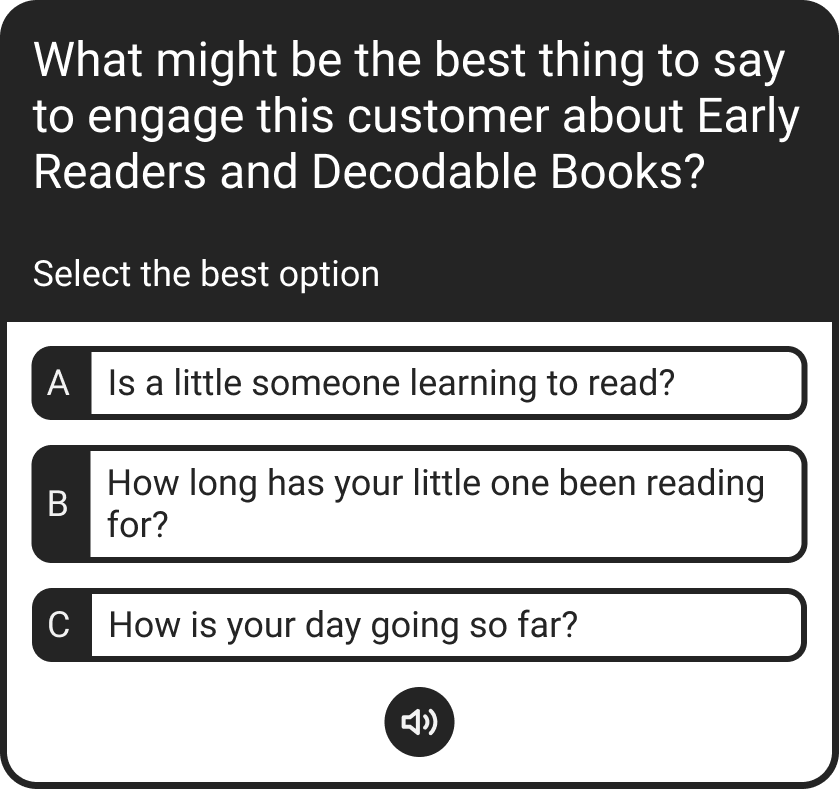 What might be the best thing to say
to engage this customer about Early
Readers and Decodable Books?
Select the best option
A Is a little someone learning to read?
B How long has your little one been reading
for?
C How is your day going so far?